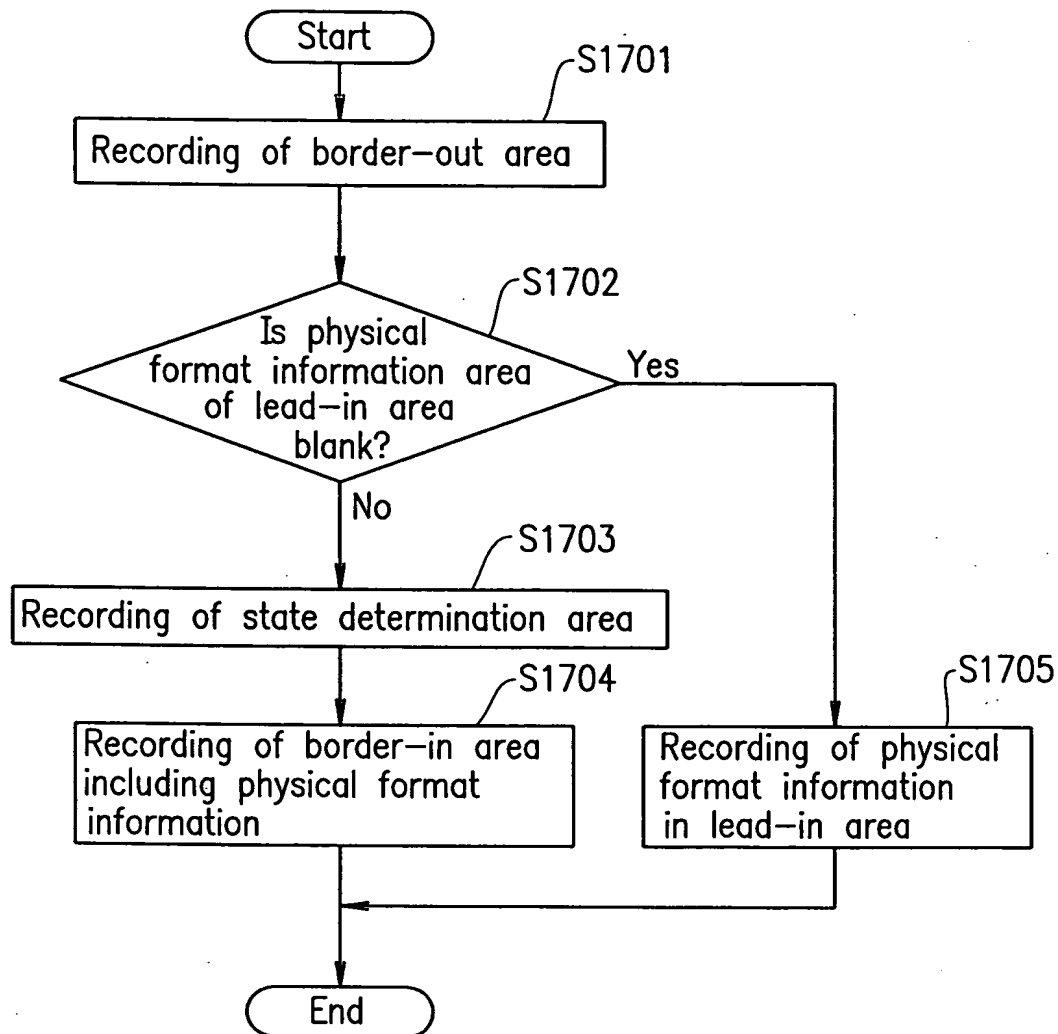 Start
S1701
Recording of border-out area
S1702
Is physical
format information area
of lead-in area
blank?
Yes
No
S1703
Recording of state determination area
S1704
Recording of border-in area
including physical format
information
S1705
Recording of physical
format information
in lead-in area
End